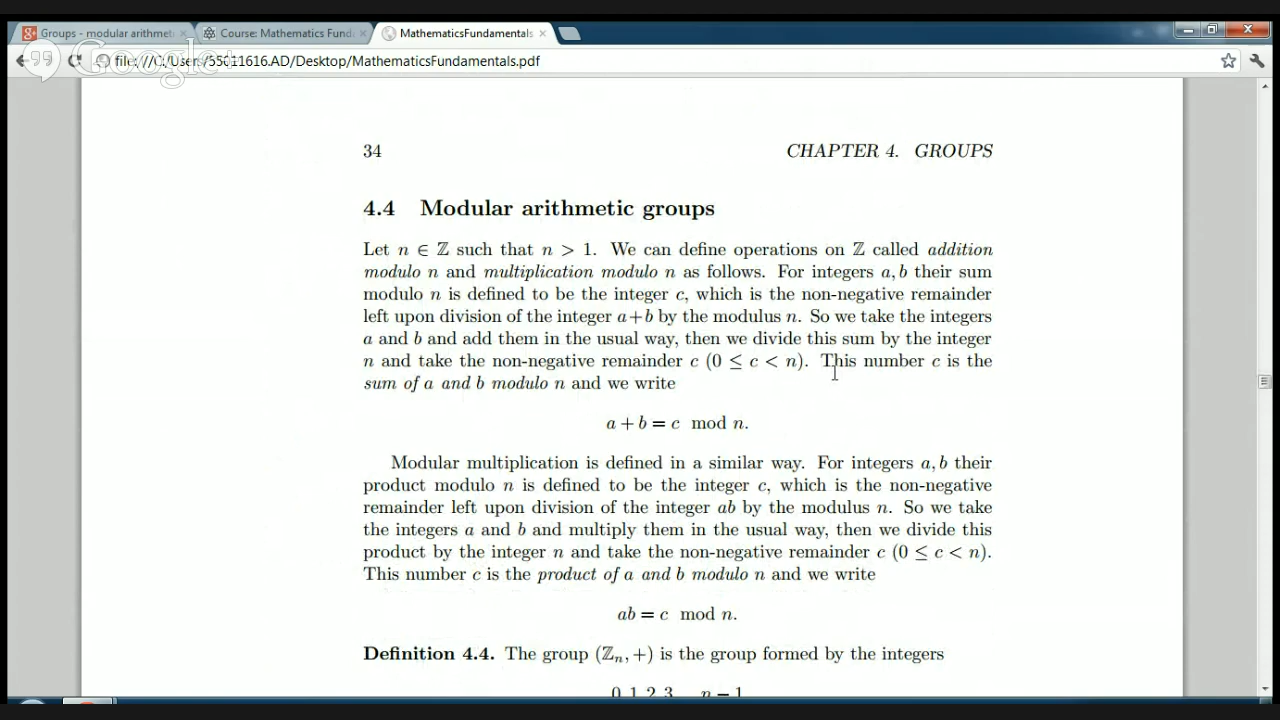 Groups - modular arithmet
Course: Mathematics Fund
MathematicsFundamentals
Google+
file:///C:/Users/55011616.AD/Desktop/MathematicsFundamentals.pdf
34 CHAPTER 4. GROUPS
4.4 Modular arithmetic groups
Let n ∈ ℤ such that n > 1. We can define operations on ℤ called addition
modulo n and multiplication modulo n as follows. For integers a, b their sum
modulo n is defined to be the integer c, which is the non-negative remainder
left upon division of the integer a+b by the modulus n. So we take the integers
a and b and add them in the usual way, then we divide this sum by the integer
n and take the non-negative remainder c (0 ≤ c < n). This number c is the
sum of a and b modulo n and we write
a + b = c mod n.
Modular multiplication is defined in a similar way. For integers a, b their
product modulo n is defined to be the integer c, which is the non-negative
remainder left upon division of the integer ab by the modulus n. So we take
the integers a and b and multiply them in the usual way, then we divide this
product by the integer n and take the non-negative remainder c (0 ≤ c < n).
This number c is the product of a and b modulo n and we write
ab = c mod n.
Definition 4.4. The group (ℤₙ, +) is the group formed by the integers
0, 1, 2, 3, n − 1